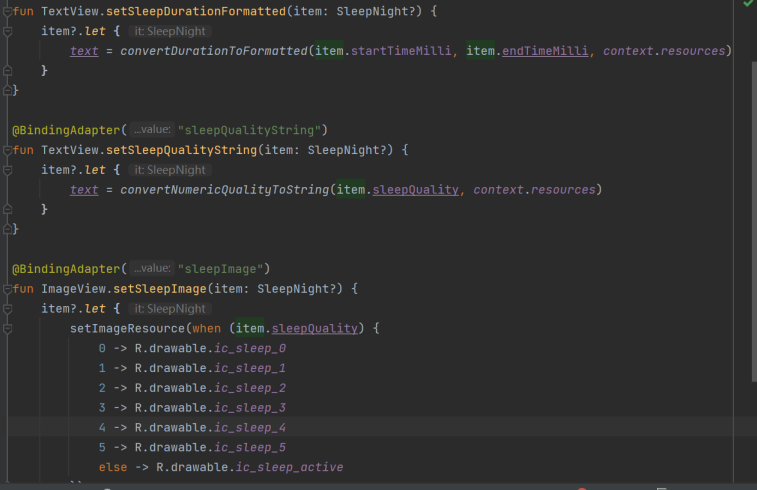 fun TextView.setSleepDurationFormatted(item: SleepNight?) {
    item?.let { it: SleepNight
        text = convertDurationToFormatted(item.startTimeMilli, item.endTimeMilli, context.resources)
    }
}
@BindingAdapter( ...value: "sleepQualityString")
fun TextView.setSleepQualityString(item: SleepNight?) {
    item?.let { it: SleepNight
        text = convertNumericQualityToString(item.sleepQuality, context.resources)
    }
}
@BindingAdapter( ...value: "sleepImage")
fun ImageView.setSleepImage(item: SleepNight?) {
    item?.let { it: SleepNight
        setImageResource(when (item.sleepQuality) {
            0 -> R.drawable.ic_sleep_0
            1 -> R.drawable.ic_sleep_1
            2 -> R.drawable.ic_sleep_2
            3 -> R.drawable.ic_sleep_3
            4 -> R.drawable.ic_sleep_4
            5 -> R.drawable.ic_sleep_5
            else -> R.drawable.ic_sleep_active